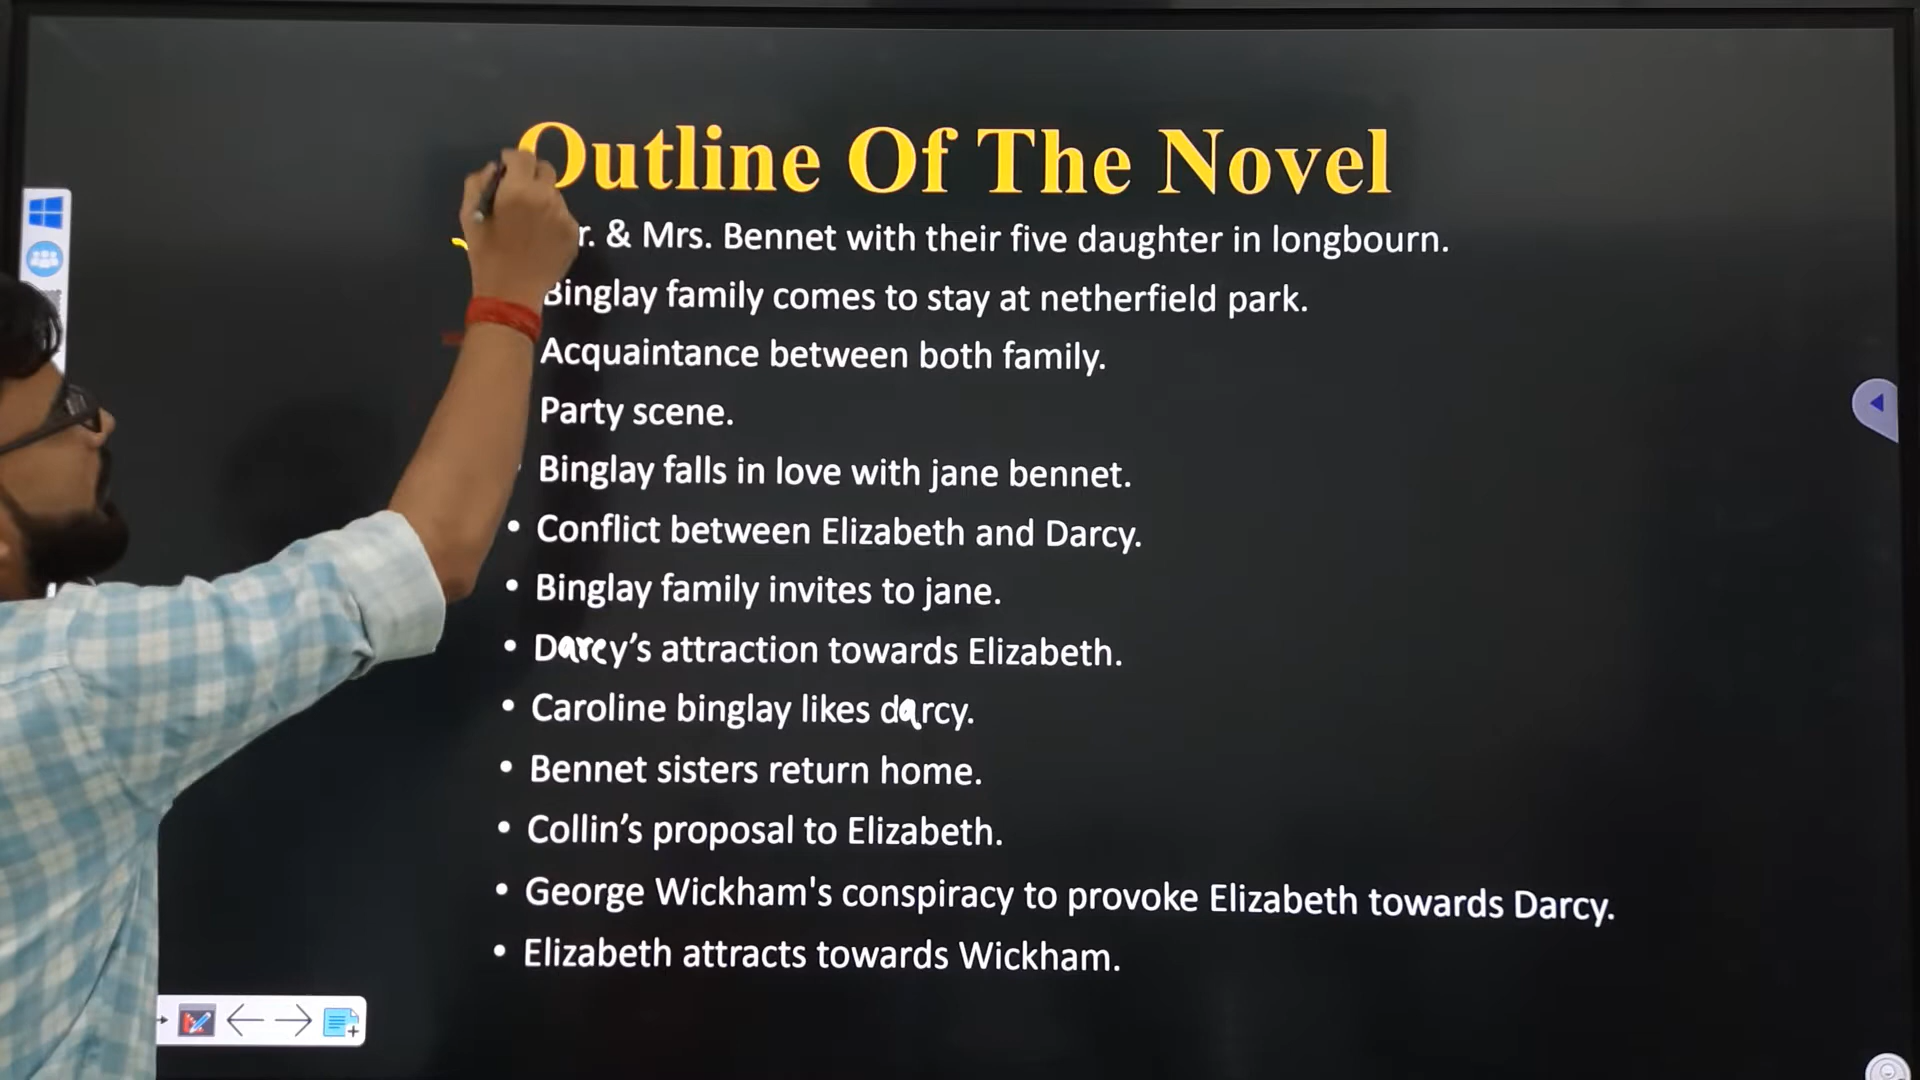 Outline Of The Novel
r. & Mrs. Bennet with their five daughter in longbourn.
Binglay family comes to stay at netherfield park.
Acquaintance between both family.
Party scene.
• Binglay falls in love with jane bennet.
• Conflict between Elizabeth and Darcy.
• Binglay family invites to jane.
• Darcy’s attraction towards Elizabeth.
• Caroline binglay likes darcy.
• Bennet sisters return home.
• Collin’s proposal to Elizabeth.
• George Wickham's conspiracy to provoke Elizabeth towards Darcy.
• Elizabeth attracts towards Wickham.